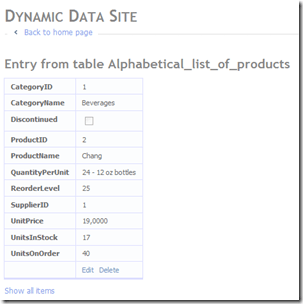 DYNAMIC DATA SITE
< Back to home page
Entry from table Alphabetical_list_of_products
CategoryID 1
CategoryName Beverages
Discontinued
ProductID 2
ProductName Chang
QuantityPerUnit 24 - 12 oz bottles
ReorderLevel 25
SupplierID 1
UnitPrice 19,0000
UnitsInStock 17
UnitsOnOrder 40
Edit Delete
Show all items